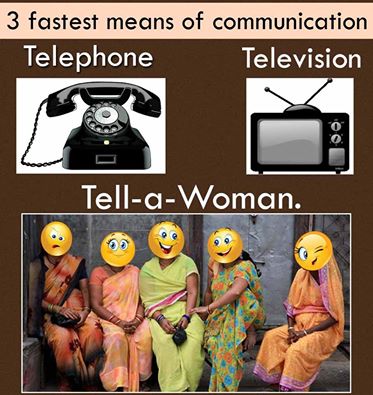 3 fastest means of communication
Telephone
Television
Tell-a-Woman.